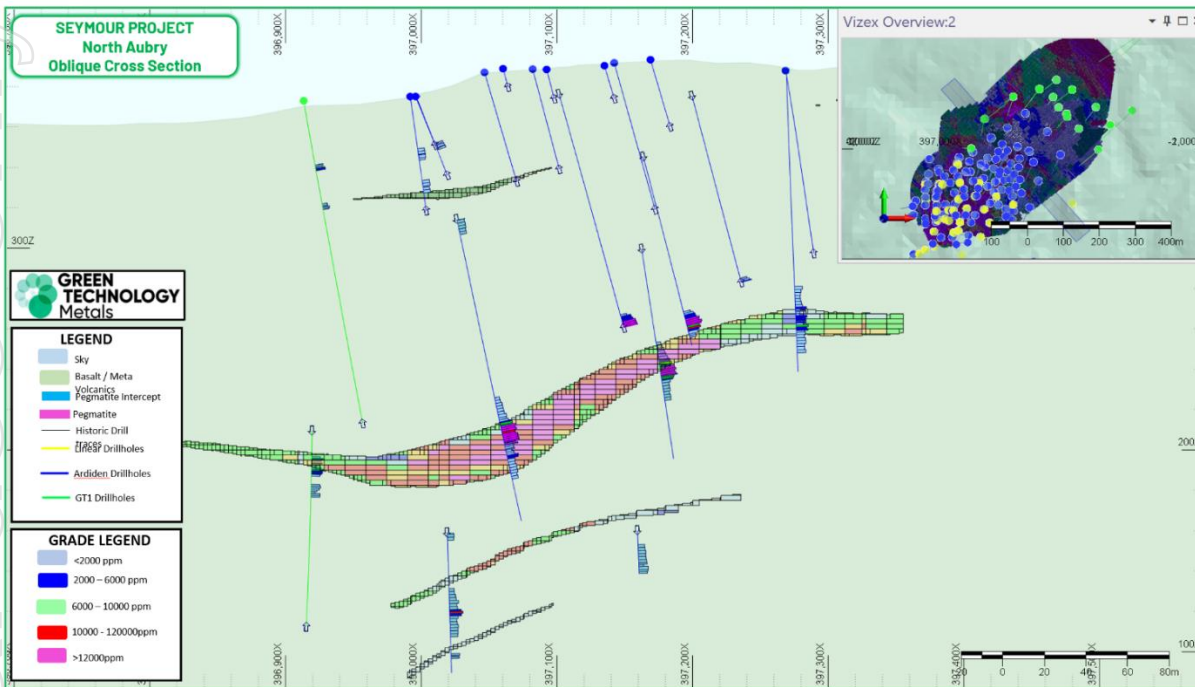 SEYMOUR PROJECT
North Aubry
Oblique Cross Section
396,900X
397,000X
397,100X
397,200X
397,300X
Vizex Overview:2
397,000X
100 0 100 200 300 400m
300Z
GREEN
TECHNOLOGY
Metals
LEGEND
Sky
Basalt / Meta
Volcanics
Pegmatite Intercept
Pegmatite
Historic Drill
traces
Linear Drillholes
Ardiden Drillholes
GT1 Drillholes
200
GRADE LEGEND
<2000 ppm
2000 – 6000 ppm
6000 – 10000 ppm
10000 - 120000ppm
>12000ppm
100
396,900X
397,000X
397,100X
397,200X
397,300X
0 20 40 60 80m